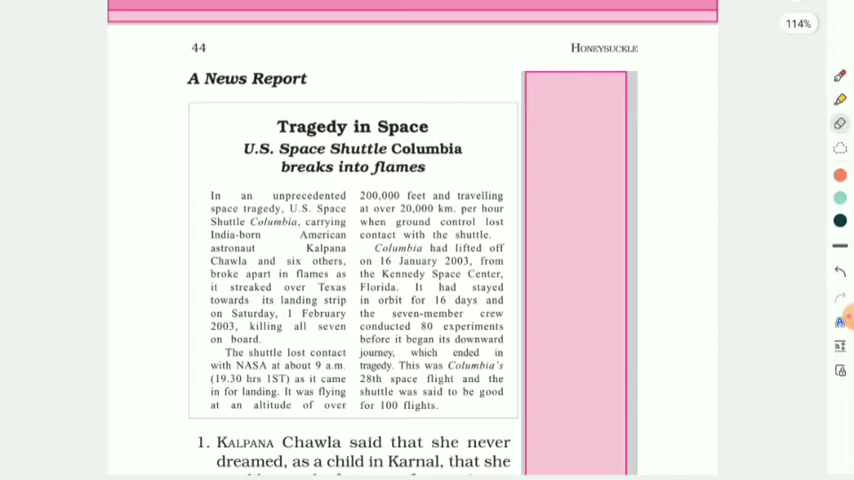 114%
44
HONEYSUCKLE
A News Report
Tragedy in Space
U.S. Space Shuttle Columbia
breaks into flames
In an unprecedented
space tragedy, U.S. Space
Shuttle Columbia, carrying
India-born American
astronaut Kalpana
Chawla and six others,
broke apart in flames as
it streaked over Texas
towards its landing strip
on Saturday, 1 February
2003, killing all seven
on board.
The shuttle lost contact
with NASA at about 9 a.m.
(19.30 hrs 1ST) as it came
in for landing. It was flying
at an altitude of over
200,000 feet and travelling
at over 20,000 km. per hour
when ground control lost
contact with the shuttle.
Columbia had lifted off
on 16 January 2003, from
the Kennedy Space Center,
Florida. It had stayed
in orbit for 16 days and
the seven-member crew
conducted 80 experiments
before it began its downward
journey, which ended in
tragedy. This was Columbia's
28th space flight and the
shuttle was said to be good
for 100 flights.
1. KALPANA Chawla said that she never
dreamed, as a child in Karnal, that she